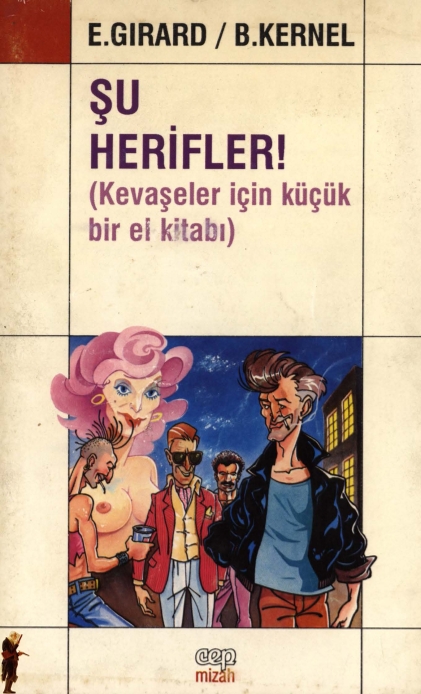 E.GIRARD / B.KERNEL
ŞU
HERİFLER!
(Kevaşeler için küçük
bir el kitabı)
cep
mizah